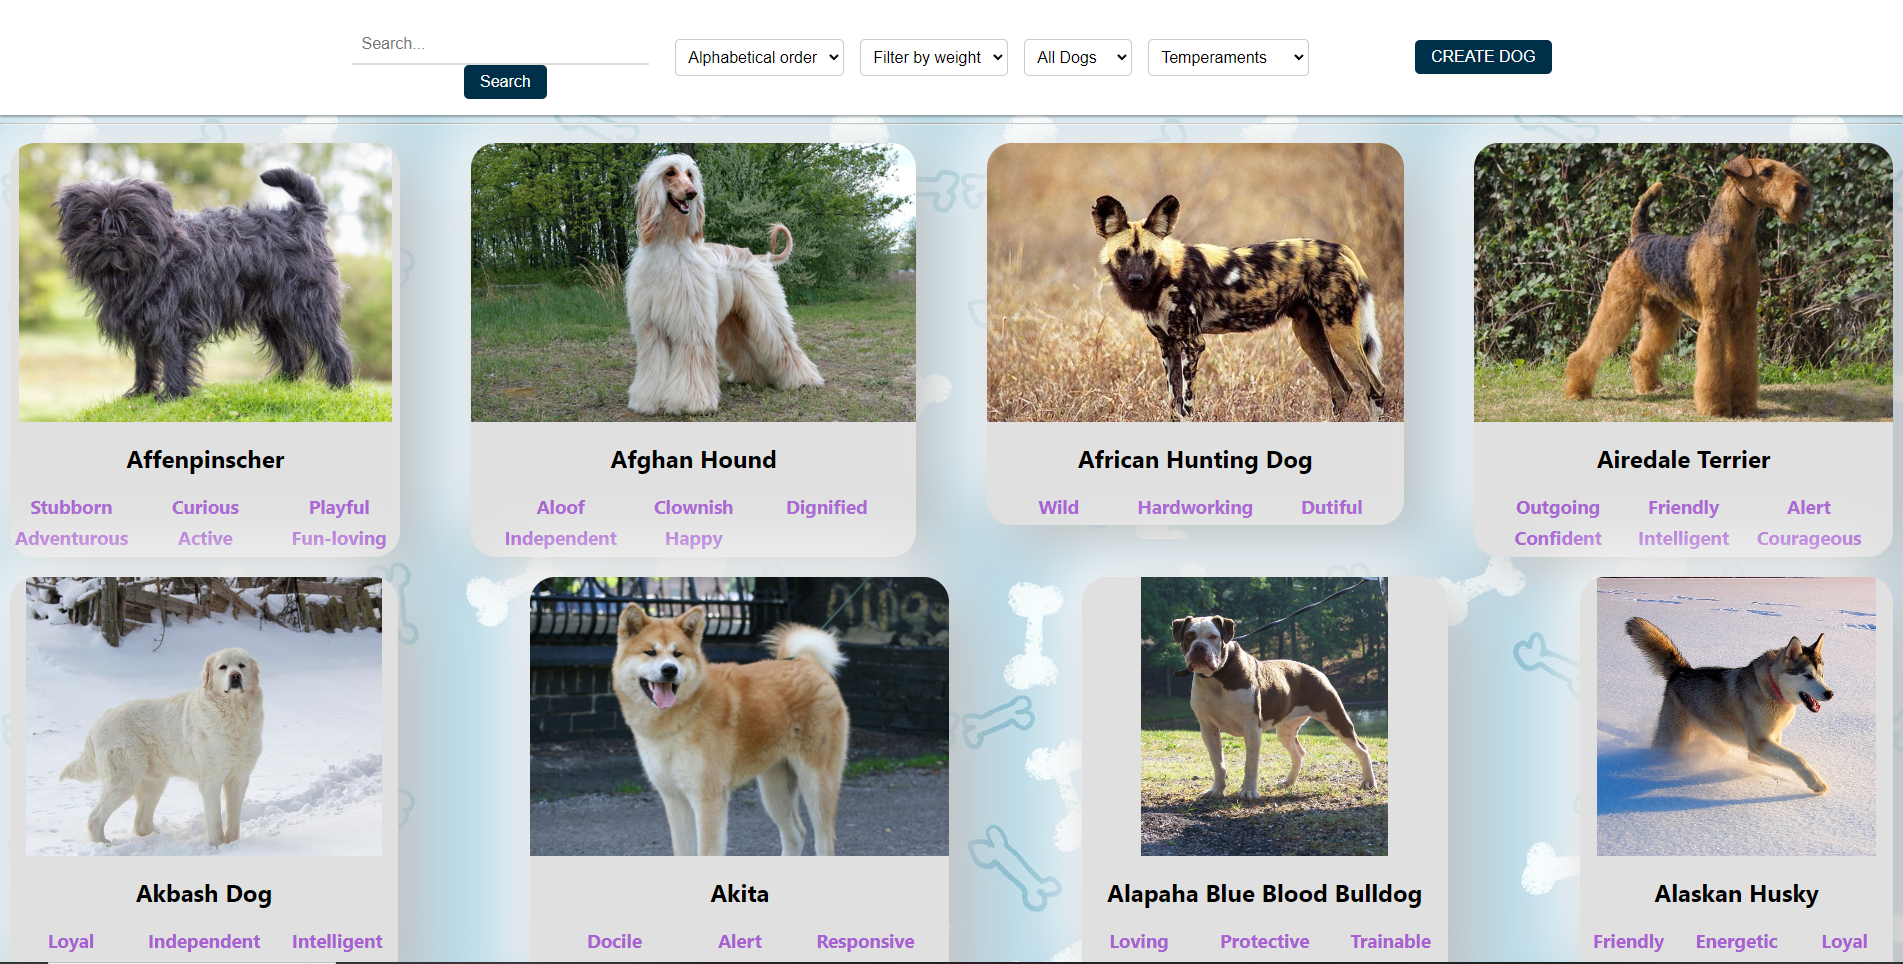 Search...
Search
Alphabetical order
Filter by weight
All Dogs
Temperaments
CREATE DOG
Affenpinscher
Stubborn Curious Playful
Adventurous Active Fun-loving
Afghan Hound
Aloof Clownish Dignified
Independent Happy
African Hunting Dog
Wild Hardworking Dutiful
Airedale Terrier
Outgoing Friendly Alert
Confident Intelligent Courageous
Akbash Dog
Loyal Independent Intelligent
Akita
Docile Alert Responsive
Alapaha Blue Blood Bulldog
Loving Protective Trainable
Alaskan Husky
Friendly Energetic Loyal